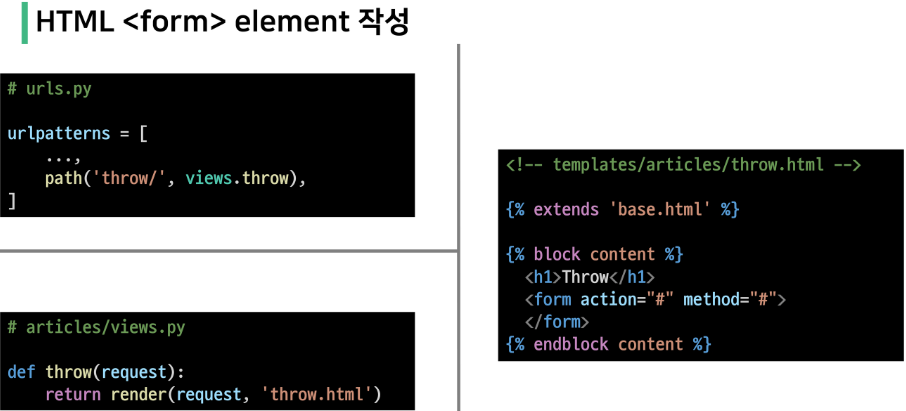 HTML <form> element 작성
# urls.py
urlpatterns = [
    ...,
    path('throw/', views.throw),
]
# articles/views.py
def throw(request):
    return render(request, 'throw.html')
<!-- templates/articles/throw.html -->
{% extends 'base.html' %}
{% block content %}
  <h1>Throw</h1>
  <form action="#" method="#">
  </form>
{% endblock content %}